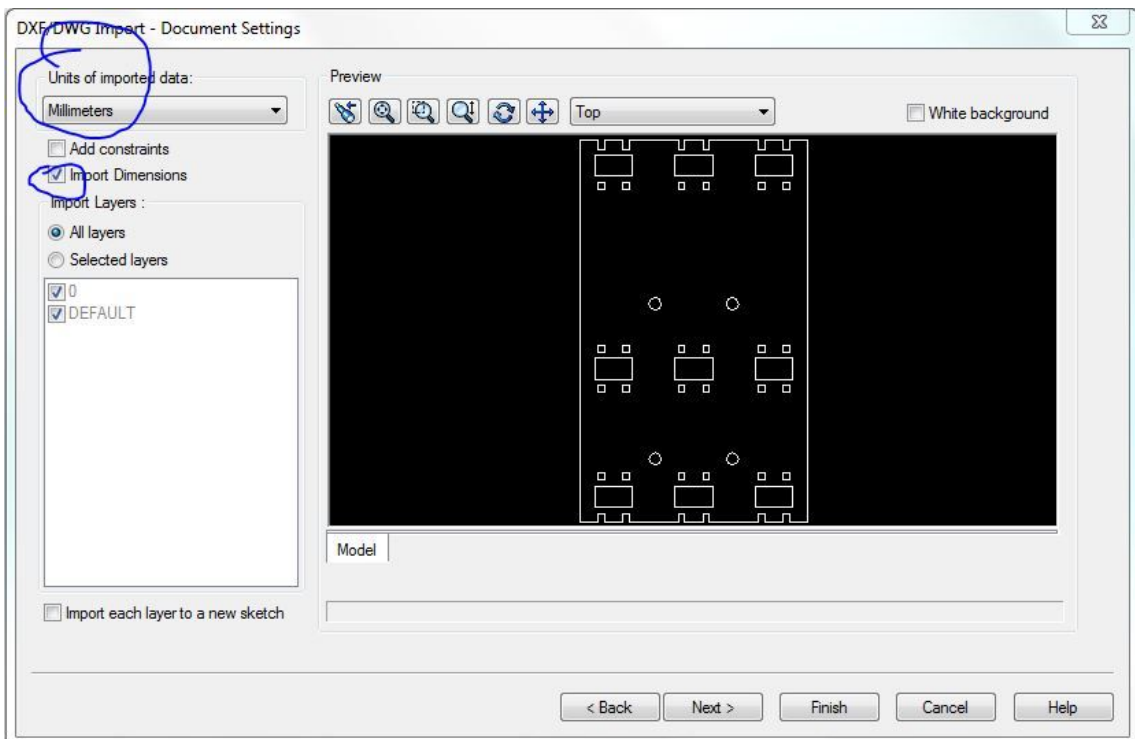 DXF/DWG Import - Document Settings
Units of imported data:
Millimeters
Add constraints
Import Dimensions
Import Layers :
All layers
Selected layers
0
DEFAULT
Import each layer to a new sketch
Preview
Top
White background
Model
< Back
Next >
Finish
Cancel
Help